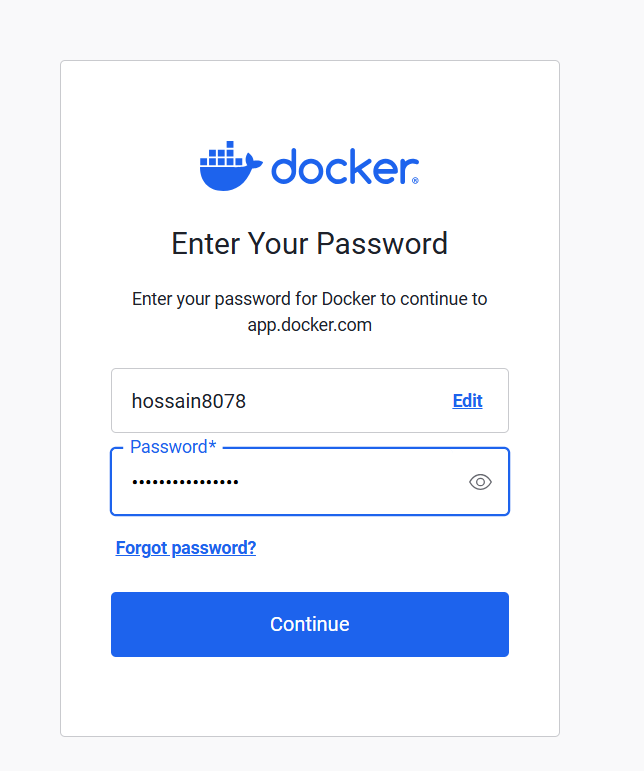 docker®
Enter Your Password
Enter your password for Docker to continue to
app.docker.com
hossain8078 Edit
Password*
••••••••••••••••
Forgot password?
Continue